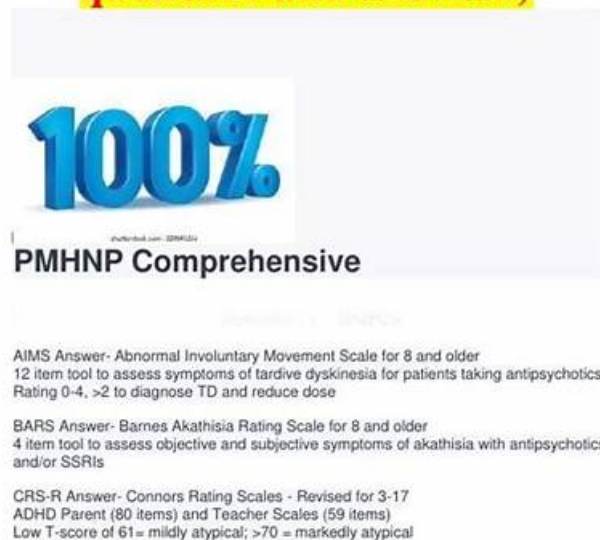 100%
PMHNP Comprehensive
AIMS Answer- Abnormal Involuntary Movement Scale for 8 and older
12 item tool to assess symptoms of tardive dyskinesia for patients taking antipsychotics
Rating 0-4, >2 to diagnose TD and reduce dose
BARS Answer- Barnes Akathisia Rating Scale for 8 and older
4 item tool to assess objective and subjective symptoms of akathisia with antipsychotics
and/or SSRIs
CRS-R Answer- Connors Rating Scales - Revised for 3-17
ADHD Parent (80 items) and Teacher Scales (59 items)
Low T-score of 61= mildly atypical; >70 = markedly atypical